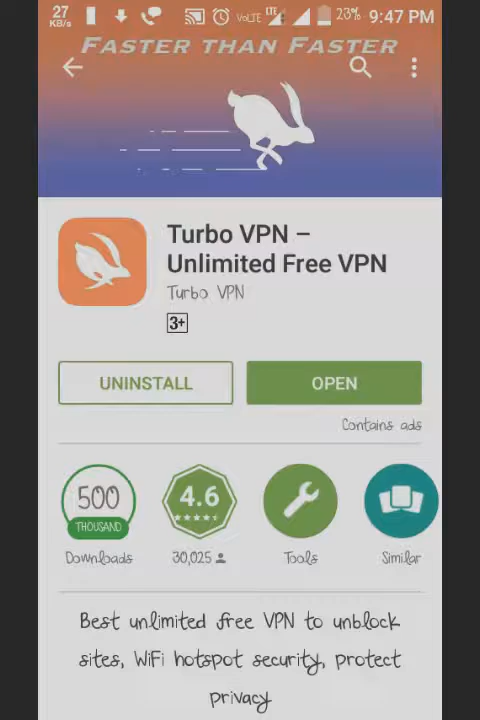 27 KB/s VoLTE LTE 23% 9:47 PM
FASTER THAN FASTER
Turbo VPN –
Unlimited Free VPN
Turbo VPN
3+
UNINSTALL OPEN
Contains ads
500 THOUSAND 4.6
Downloads 30,025 Tools Similar
Best unlimited free VPN to unblock
sites, WiFi hotspot security, protect
privacy